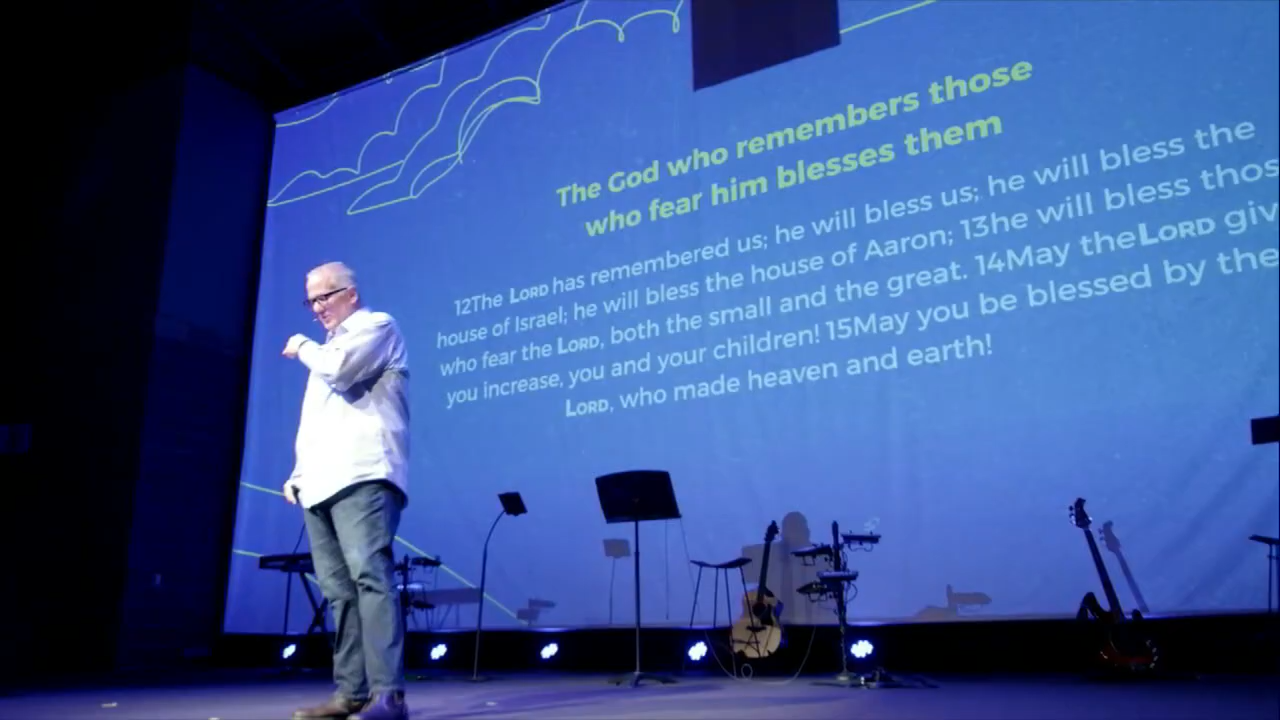 The God who remembers those
who fear him blesses them
12The LORD has remembered us; he will bless us; he will bless the
house of Israel; he will bless the house of Aaron; 13he will bless thos
who fear the LORD, both the small and the great. 14May theLORD giv
you increase, you and your children! 15May you be blessed by the
LORD, who made heaven and earth!